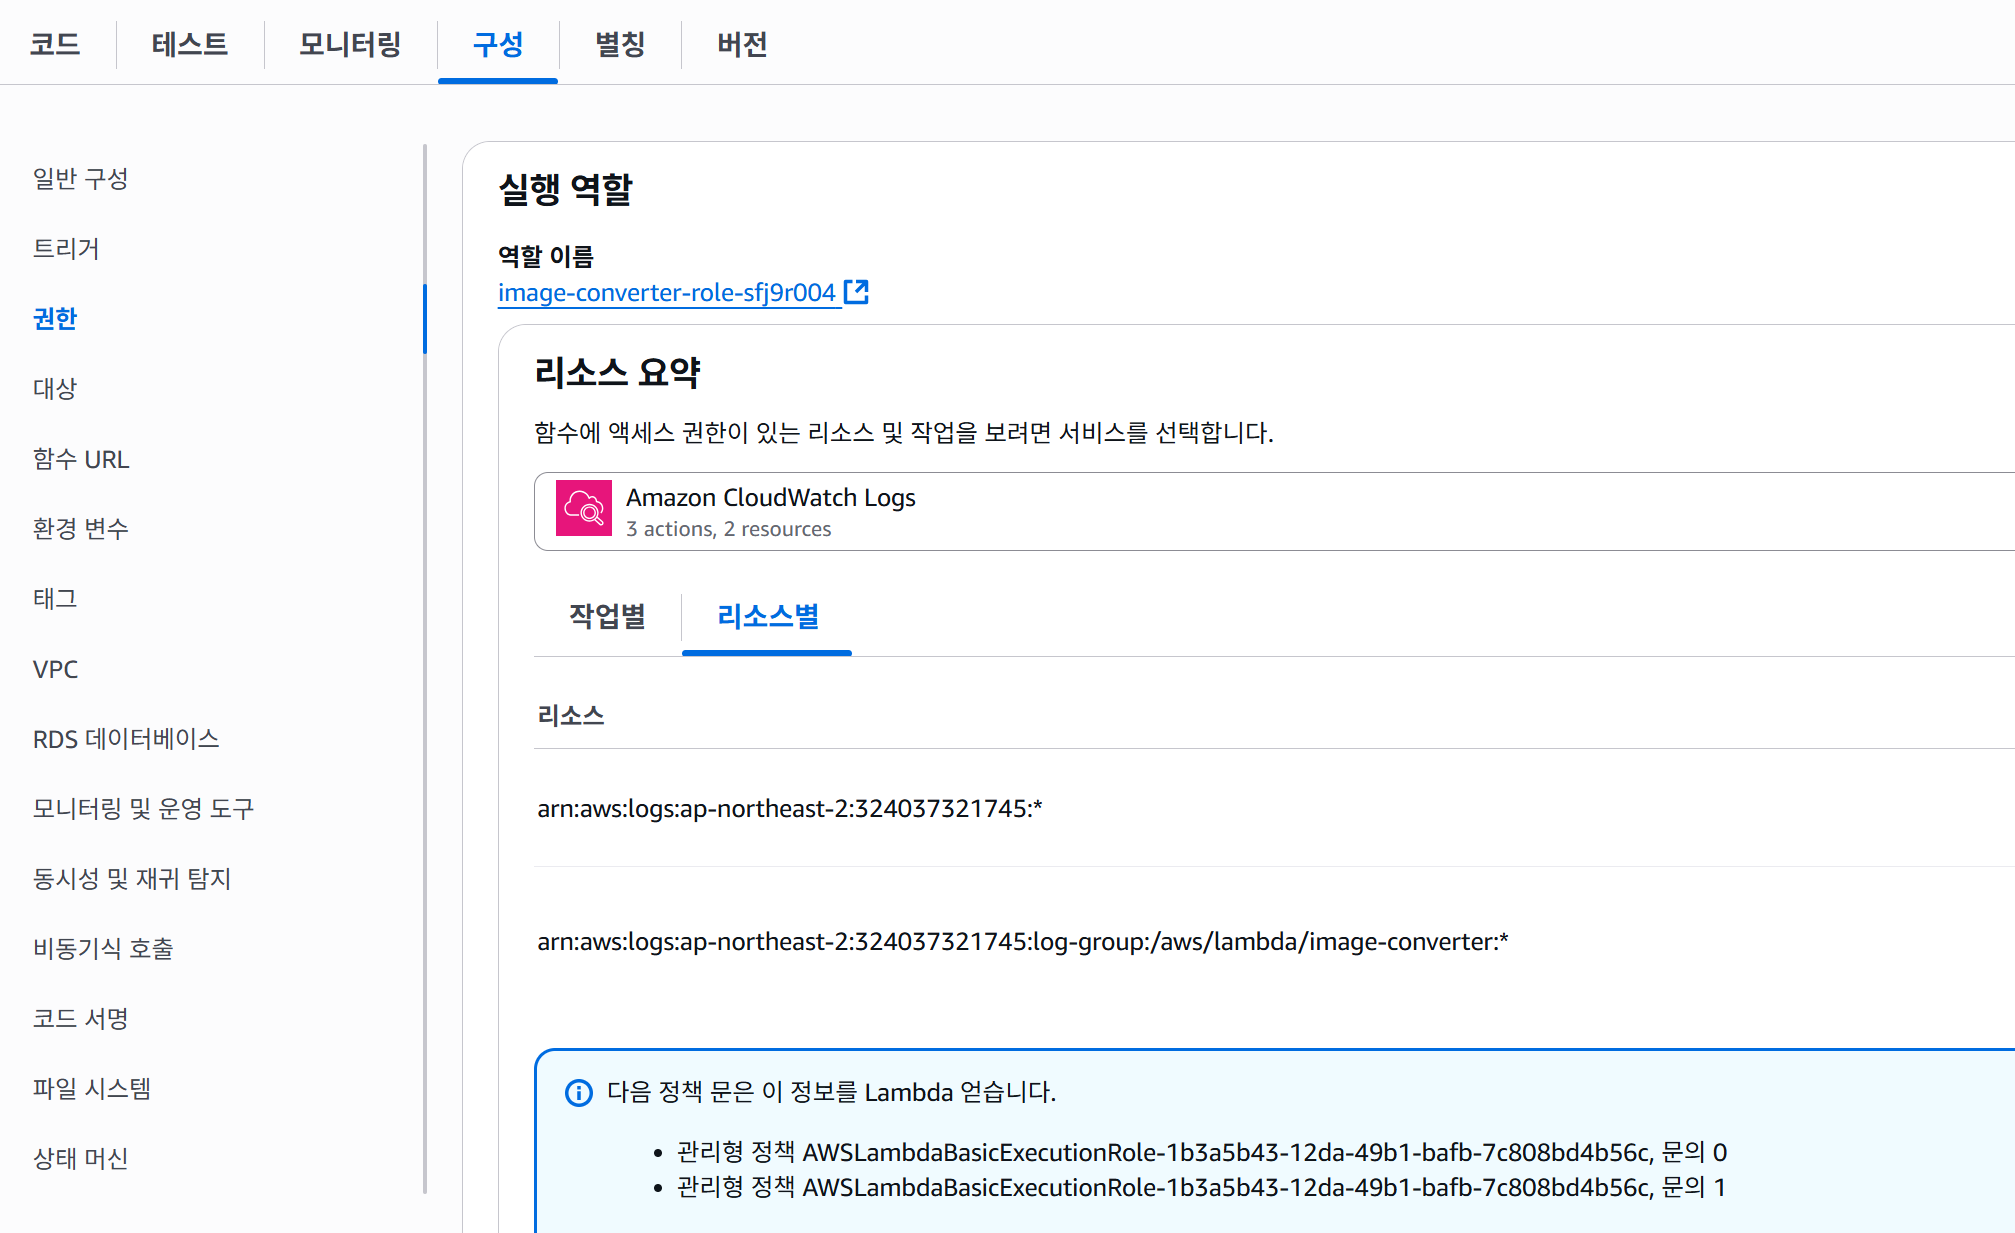 코드
테스트
모니터링
구성
별칭
버전
일반 구성
트리거
권한
대상
함수 URL
환경 변수
태그
VPC
RDS 데이터베이스
모니터링 및 운영 도구
동시성 및 재귀 탐지
비동기식 호출
코드 서명
파일 시스템
상태 머신
실행 역할
역할 이름
image-converter-role-sfj9r004
리소스 요약
함수에 액세스 권한이 있는 리소스 및 작업을 보려면 서비스를 선택합니다.
Amazon CloudWatch Logs
3 actions, 2 resources
작업별
리소스별
리소스
arn:aws:logs:ap-northeast-2:324037321745:*
arn:aws:logs:ap-northeast-2:324037321745:log-group:/aws/lambda/image-converter:*
다음 정책 문은 이 정보를 Lambda 얻습니다.
• 관리형 정책 AWSLambdaBasicExecutionRole-1b3a5b43-12da-49b1-bafb-7c808bd4b56c, 문의 0
• 관리형 정책 AWSLambdaBasicExecutionRole-1b3a5b43-12da-49b1-bafb-7c808bd4b56c, 문의 1